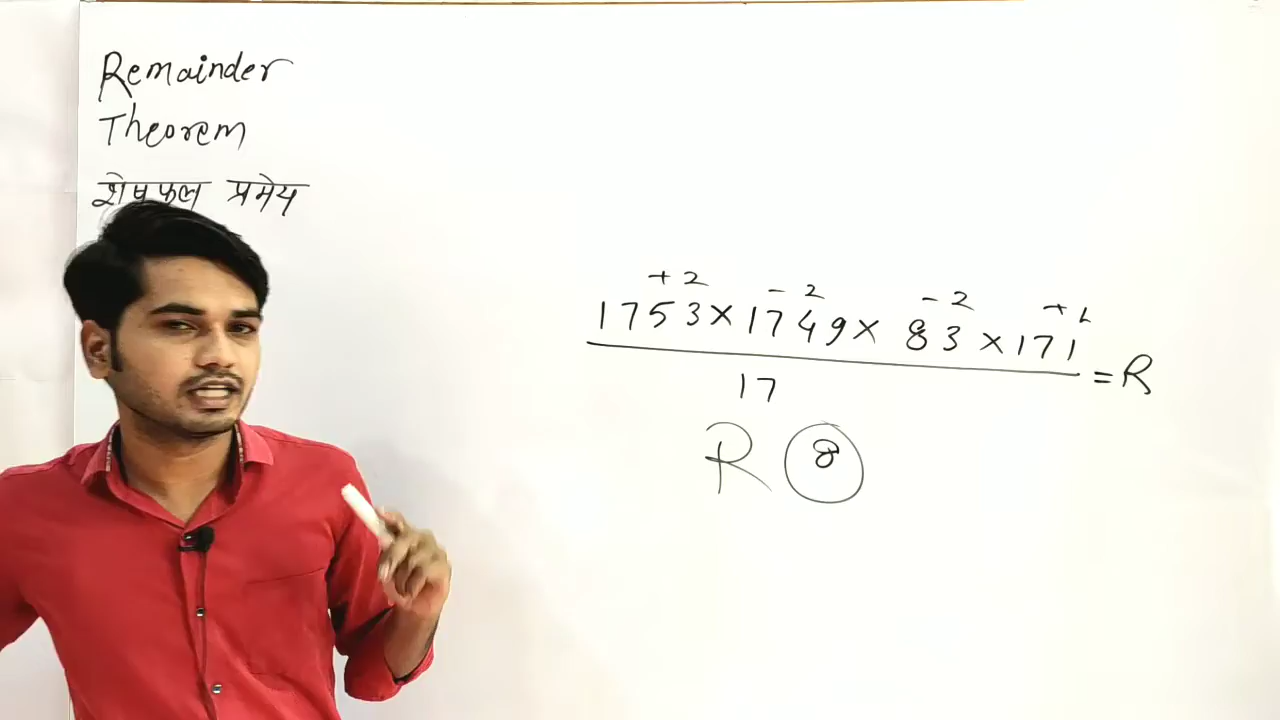 Remainder
Theorem
शेषफल प्रमेय
+2 -2 -2 +1
1753×1749×83×171
17
=R
R 8